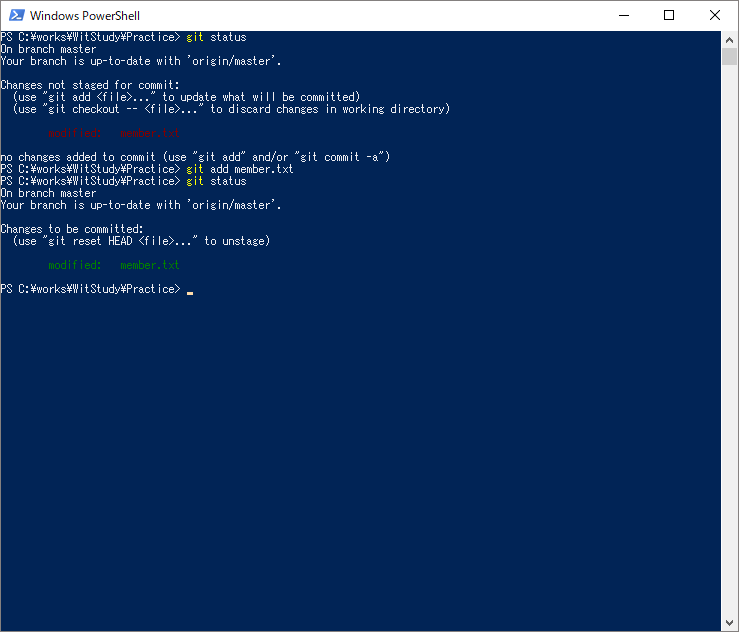 Windows PowerShell
PS C:¥works¥WitStudy¥Practice> git status
On branch master
Your branch is up-to-date with 'origin/master'.
Changes not staged for commit:
(use "git add <file>..." to update what will be committed)
(use "git checkout -- <file>..." to discard changes in working directory)
modified: member.txt
no changes added to commit (use "git add" and/or "git commit -a")
PS C:¥works¥WitStudy¥Practice> git add member.txt
PS C:¥works¥WitStudy¥Practice> git status
On branch master
Your branch is up-to-date with 'origin/master'.
Changes to be committed:
(use "git reset HEAD <file>..." to unstage)
modified: member.txt
PS C:¥works¥WitStudy¥Practice>